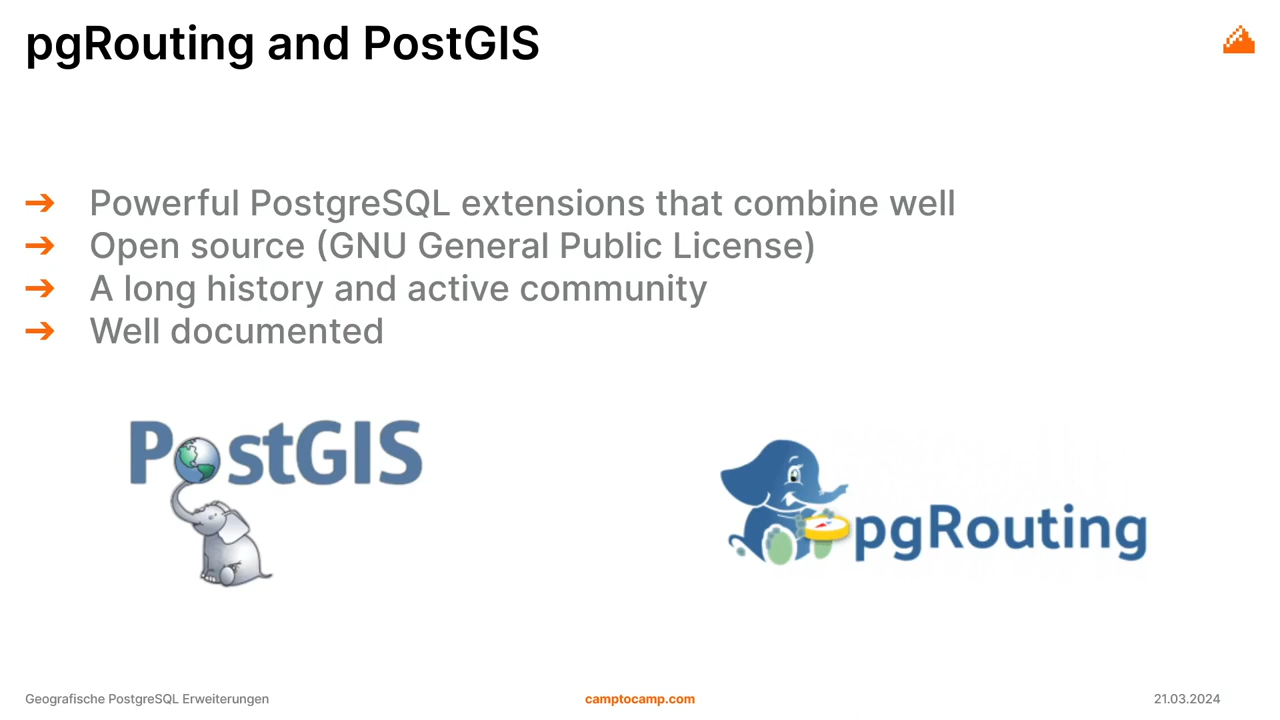 pgRouting and PostGIS
➔ Powerful PostgreSQL extensions that combine well
➔ Open source (GNU General Public License)
➔ A long history and active community
➔ Well documented
PostGIS
pgRouting
Geografische PostgreSQL Erweiterungen
camptocamp.com
21.03.2024